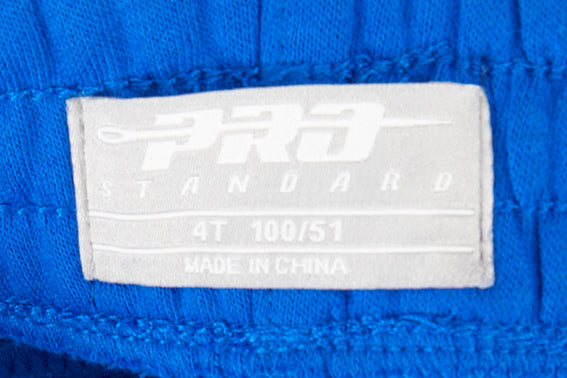 PRO
STANDARD
4T 100/51
MADE IN CHINA